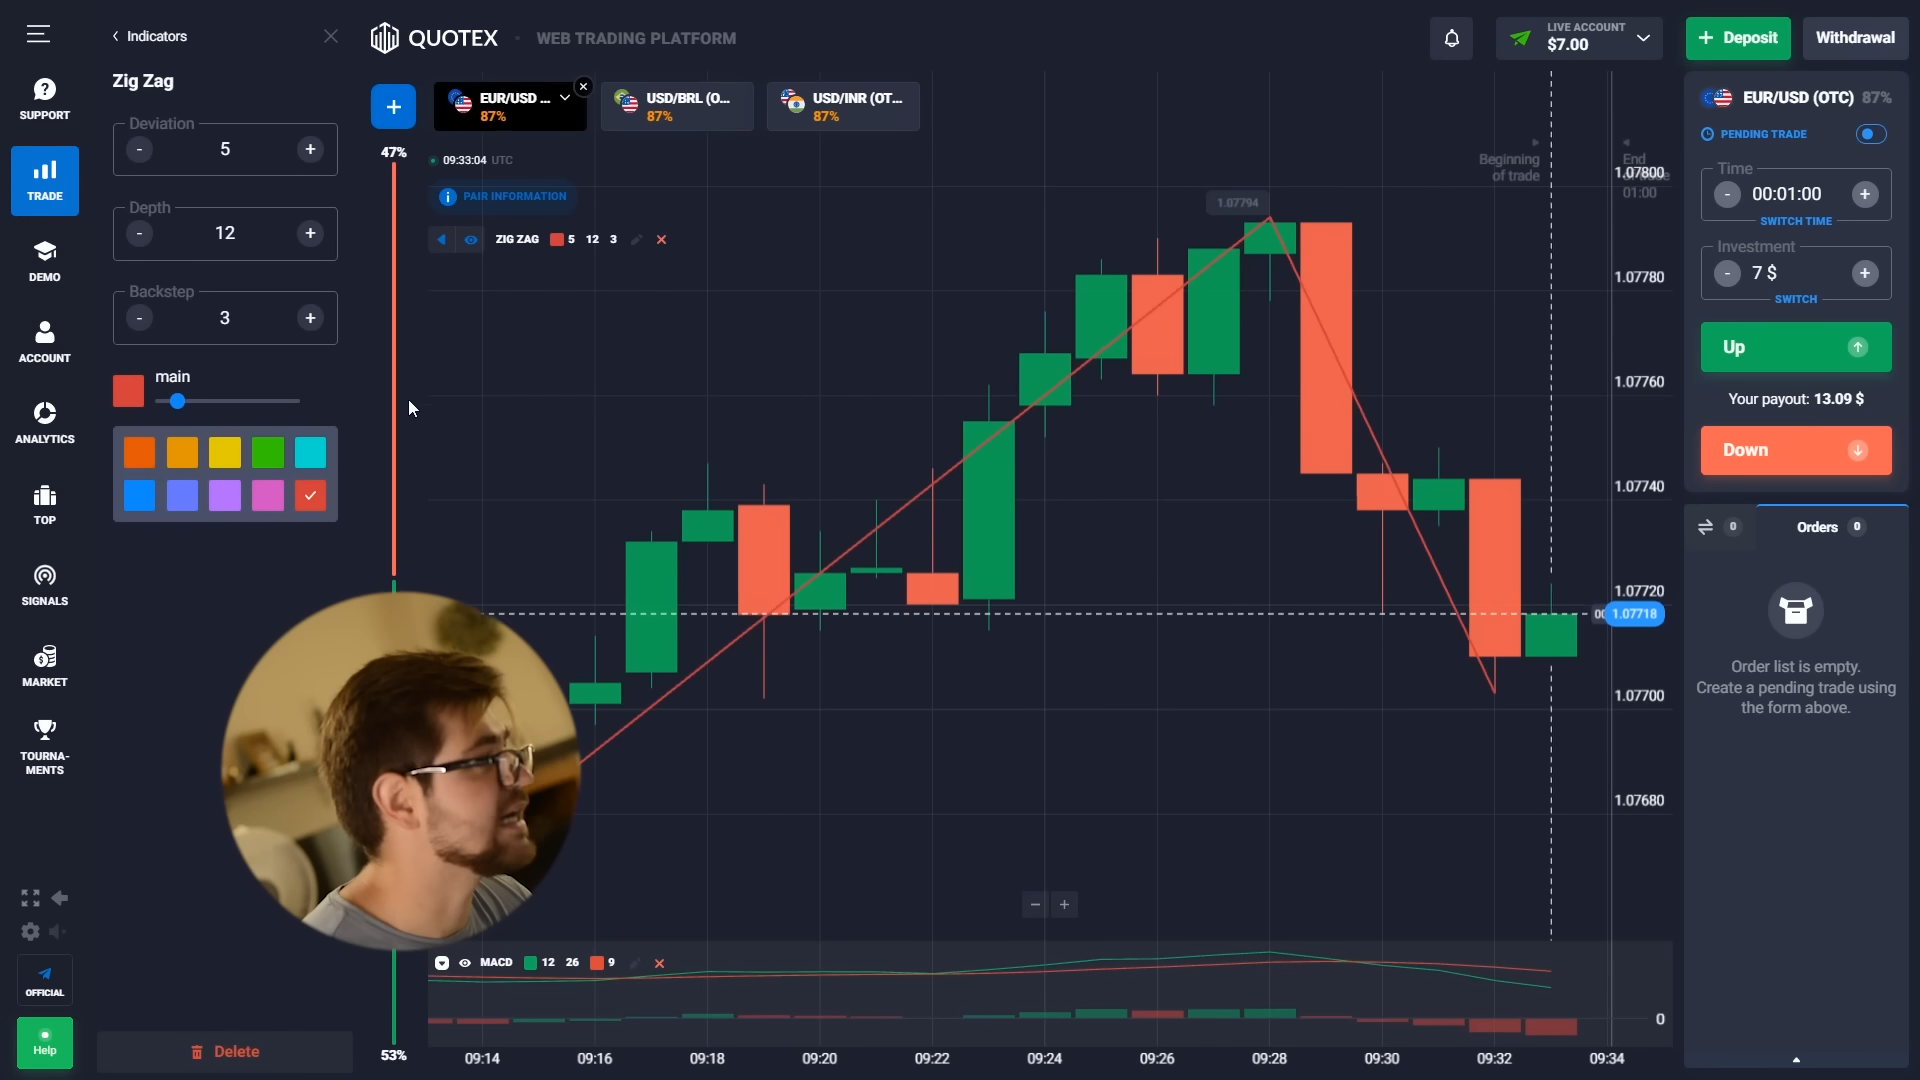 Indicators
QUOTEX
WEB TRADING PLATFORM
LIVE ACCOUNT
$7.00
Deposit
Withdrawal
SUPPORT
TRADE
DEMO
ACCOUNT
ANALYTICS
TOP
SIGNALS
MARKET
TOURNA-
MENTS
OFFICIAL
Help
Zig Zag
Deviation
- 5 +
Depth
- 12 +
Backstep
- 3 +
main
Delete
+
EUR/USD ...
87%
USD/BRL (O...
87%
USD/INR (OT...
87%
47%
53%
09:33:04 UTC
PAIR INFORMATION
ZIG ZAG 5 12 3
1.07794
Beginning
of trade
End
01:00
1.07800
1.07780
1.07760
1.07740
1.07720
1.07718
1.07700
1.07680
- +
MACD 12 26 9
0
09:14
09:16
09:18
09:20
09:22
09:24
09:26
09:28
09:30
09:32
09:34
EUR/USD (OTC) 87%
PENDING TRADE
Time
- 00:01:00 +
SWITCH TIME
Investment
- 7 $ +
SWITCH
Up
Your payout: 13.09 $
Down
0
Orders 0
Order list is empty.
Create a pending trade using
the form above.